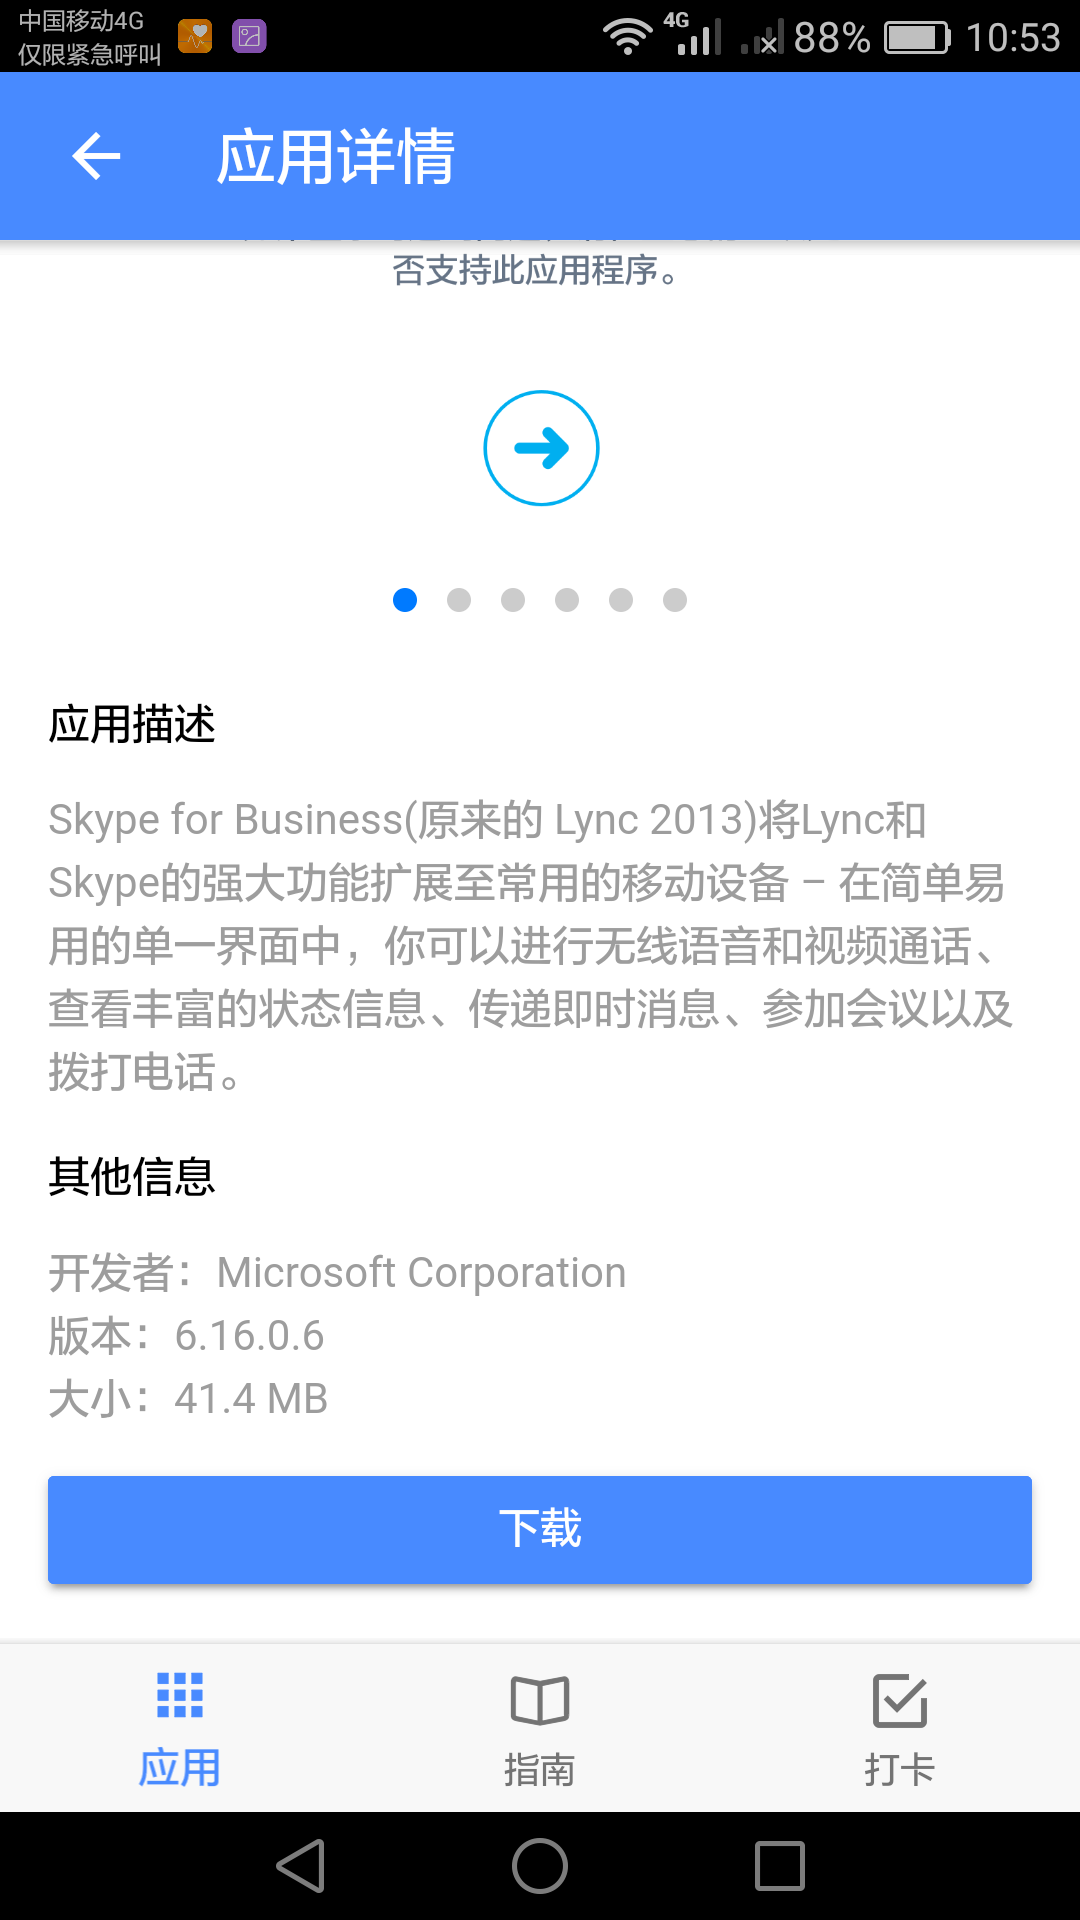 中国移动4G
仅限紧急呼叫
4G
88%
10:53
应用详情
否支持此应用程序。
应用描述
Skype for Business(原来的 Lync 2013)将Lync和
Skype的强大功能扩展至常用的移动设备 – 在简单易
用的单一界面中，你可以进行无线语音和视频通话、
查看丰富的状态信息、传递即时消息、参加会议以及
拨打电话。
其他信息
开发者：Microsoft Corporation
版本：6.16.0.6
大小：41.4 MB
下载
应用
指南
打卡